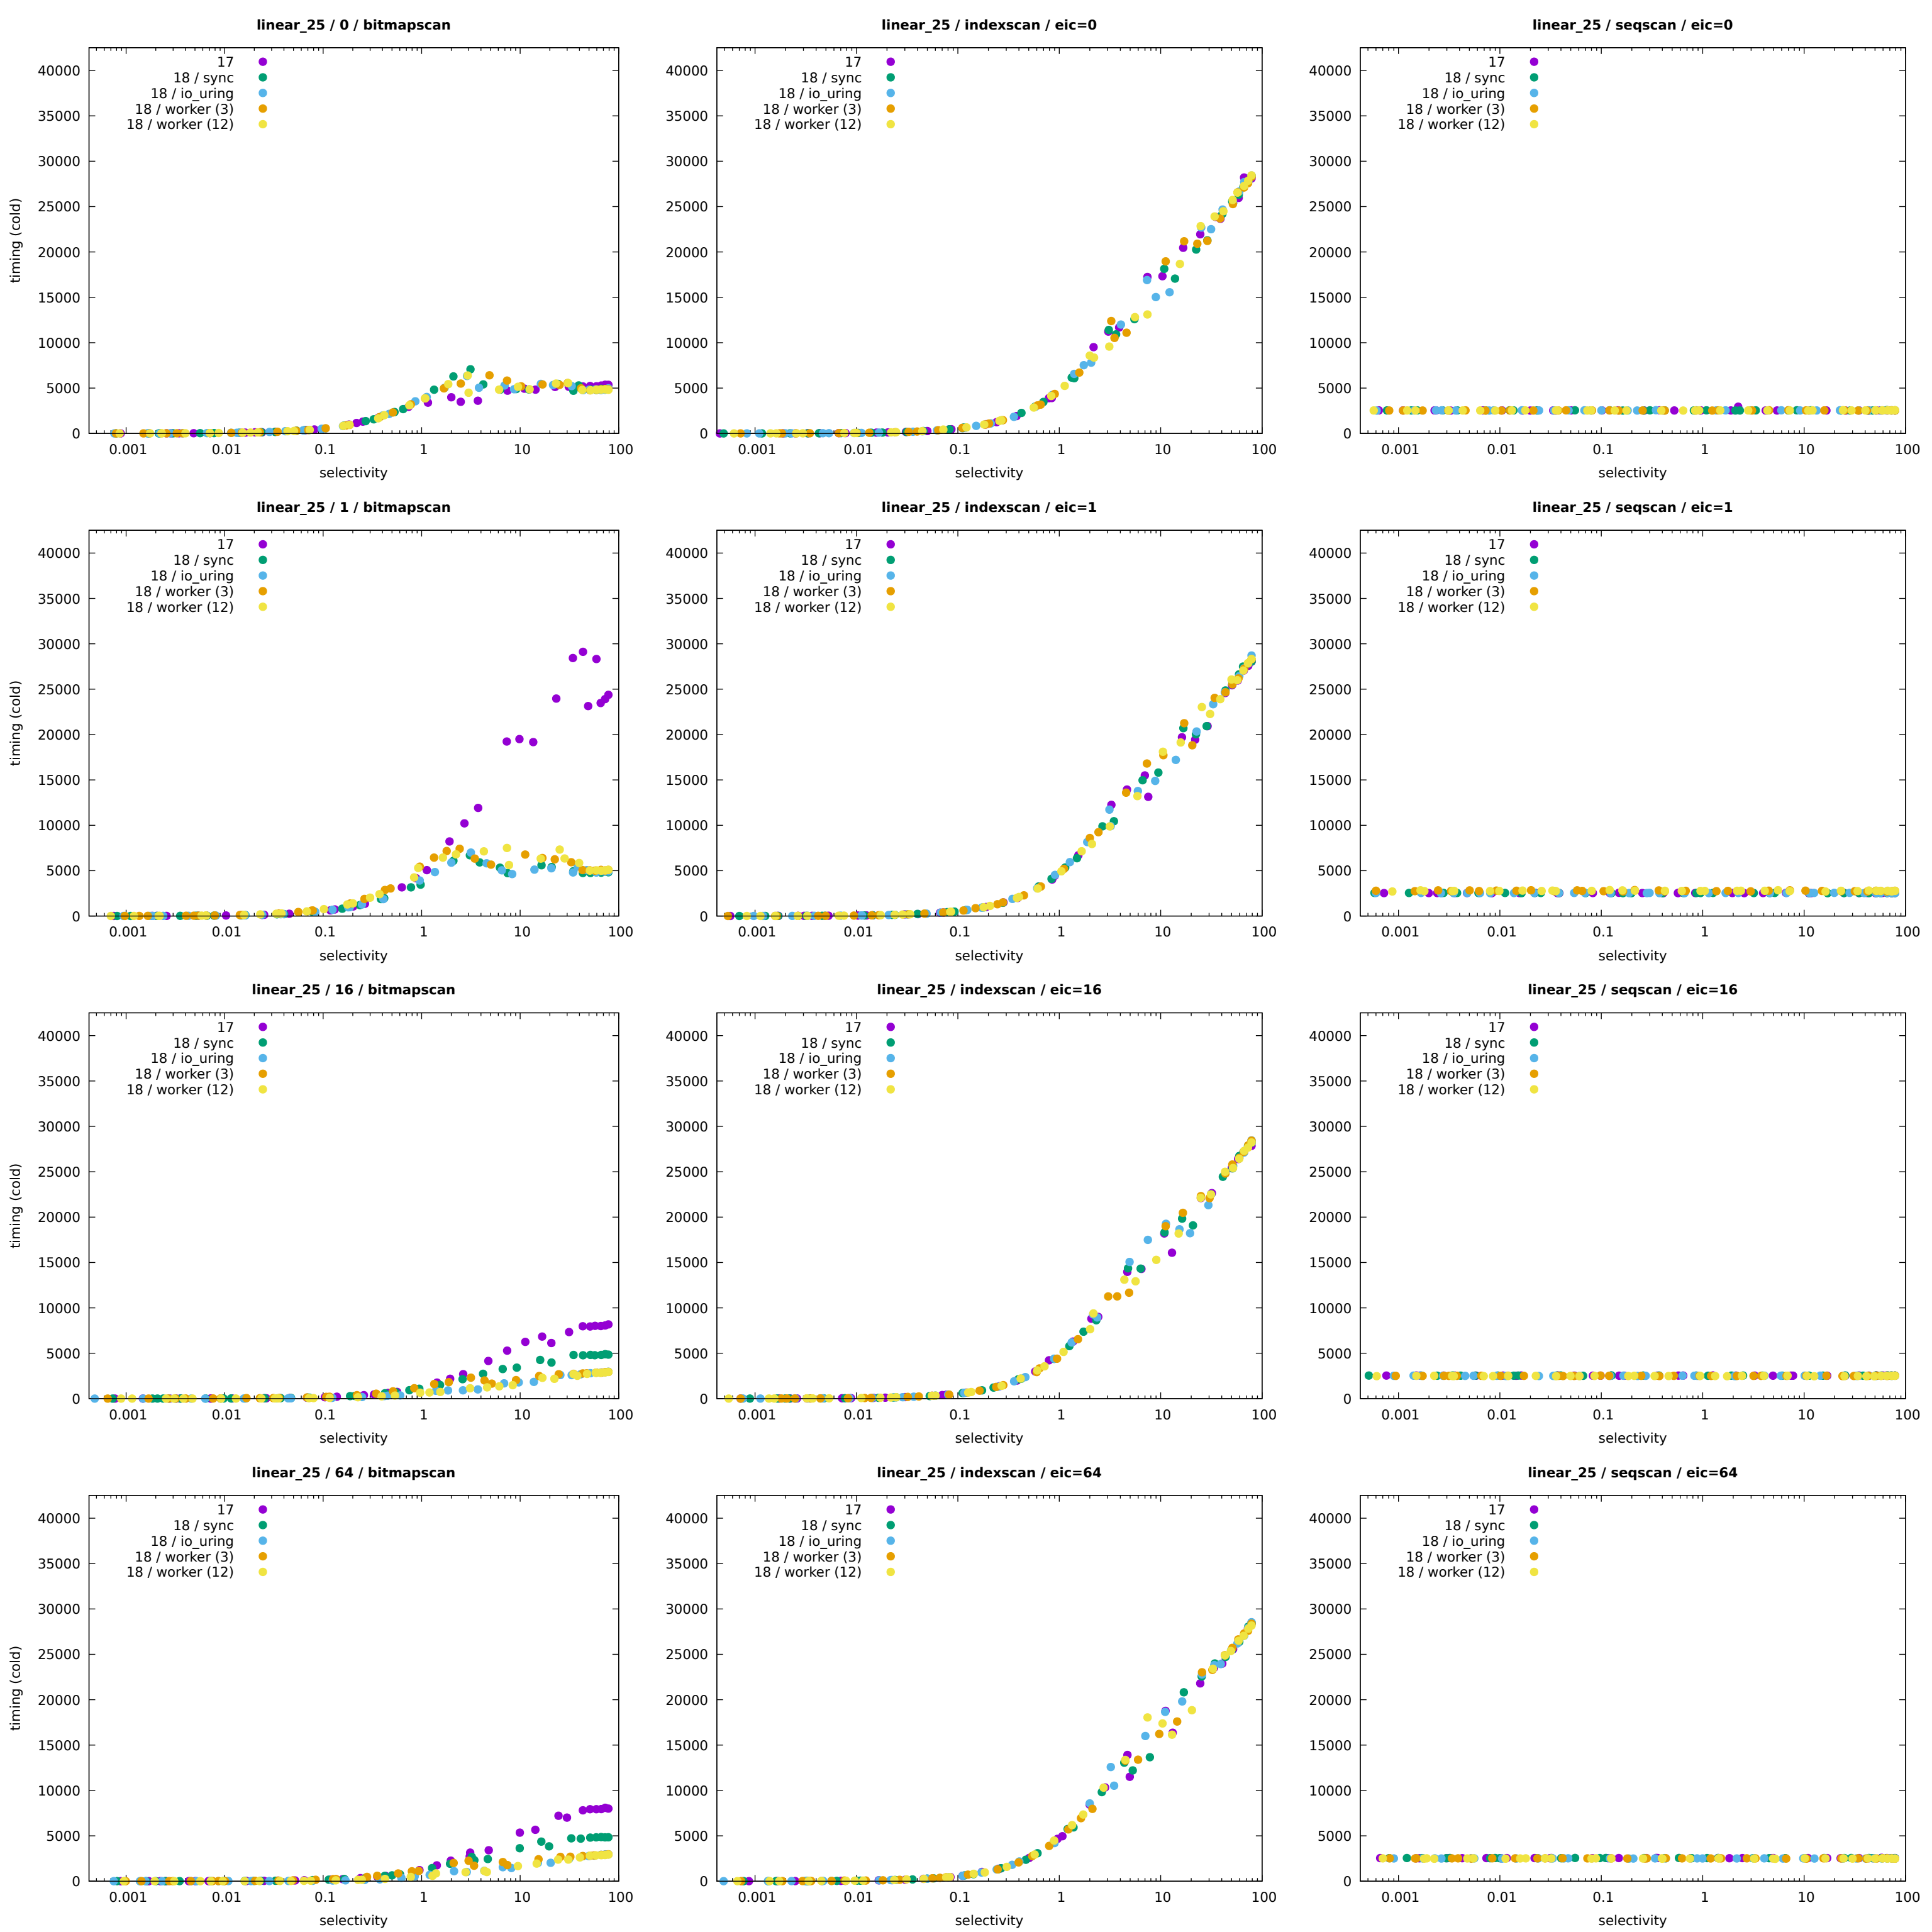 linear_25 / 0 / bitmapscan
timing (cold)
40000
35000
30000
25000
20000
15000
10000
5000
0
17
18 / sync
18 / io_uring
18 / worker (3)
18 / worker (12)
0.001 0.01 0.1 1 10 100
selectivity
linear_25 / indexscan / eic=0
40000
35000
30000
25000
20000
15000
10000
5000
0
17
18 / sync
18 / io_uring
18 / worker (3)
18 / worker (12)
0.001 0.01 0.1 1 10 100
selectivity
linear_25 / seqscan / eic=0
40000
35000
30000
25000
20000
15000
10000
5000
0
17
18 / sync
18 / io_uring
18 / worker (3)
18 / worker (12)
0.001 0.01 0.1 1 10 100
selectivity
linear_25 / 1 / bitmapscan
timing (cold)
40000
35000
30000
25000
20000
15000
10000
5000
0
17
18 / sync
18 / io_uring
18 / worker (3)
18 / worker (12)
0.001 0.01 0.1 1 10 100
selectivity
linear_25 / indexscan / eic=1
40000
35000
30000
25000
20000
15000
10000
5000
0
17
18 / sync
18 / io_uring
18 / worker (3)
18 / worker (12)
0.001 0.01 0.1 1 10 100
selectivity
linear_25 / seqscan / eic=1
40000
35000
30000
25000
20000
15000
10000
5000
0
17
18 / sync
18 / io_uring
18 / worker (3)
18 / worker (12)
0.001 0.01 0.1 1 10 100
selectivity
linear_25 / 16 / bitmapscan
timing (cold)
40000
35000
30000
25000
20000
15000
10000
5000
0
17
18 / sync
18 / io_uring
18 / worker (3)
18 / worker (12)
0.001 0.01 0.1 1 10 100
selectivity
linear_25 / indexscan / eic=16
40000
35000
30000
25000
20000
15000
10000
5000
0
17
18 / sync
18 / io_uring
18 / worker (3)
18 / worker (12)
0.001 0.01 0.1 1 10 100
selectivity
linear_25 / seqscan / eic=16
40000
35000
30000
25000
20000
15000
10000
5000
0
17
18 / sync
18 / io_uring
18 / worker (3)
18 / worker (12)
0.001 0.01 0.1 1 10 100
selectivity
linear_25 / 64 / bitmapscan
timing (cold)
40000
35000
30000
25000
20000
15000
10000
5000
0
17
18 / sync
18 / io_uring
18 / worker (3)
18 / worker (12)
0.001 0.01 0.1 1 10 100
selectivity
linear_25 / indexscan / eic=64
40000
35000
30000
25000
20000
15000
10000
5000
0
17
18 / sync
18 / io_uring
18 / worker (3)
18 / worker (12)
0.001 0.01 0.1 1 10 100
selectivity
linear_25 / seqscan / eic=64
40000
35000
30000
25000
20000
15000
10000
5000
0
17
18 / sync
18 / io_uring
18 / worker (3)
18 / worker (12)
0.001 0.01 0.1 1 10 100
selectivity